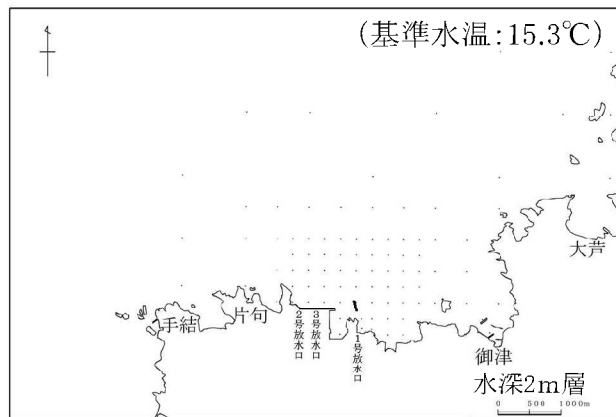 (基準水温:15.3℃)
大芦
手結
片句
2号放水口
3号放水口
1号放水口
御津
水深2m層
0 500 1000m